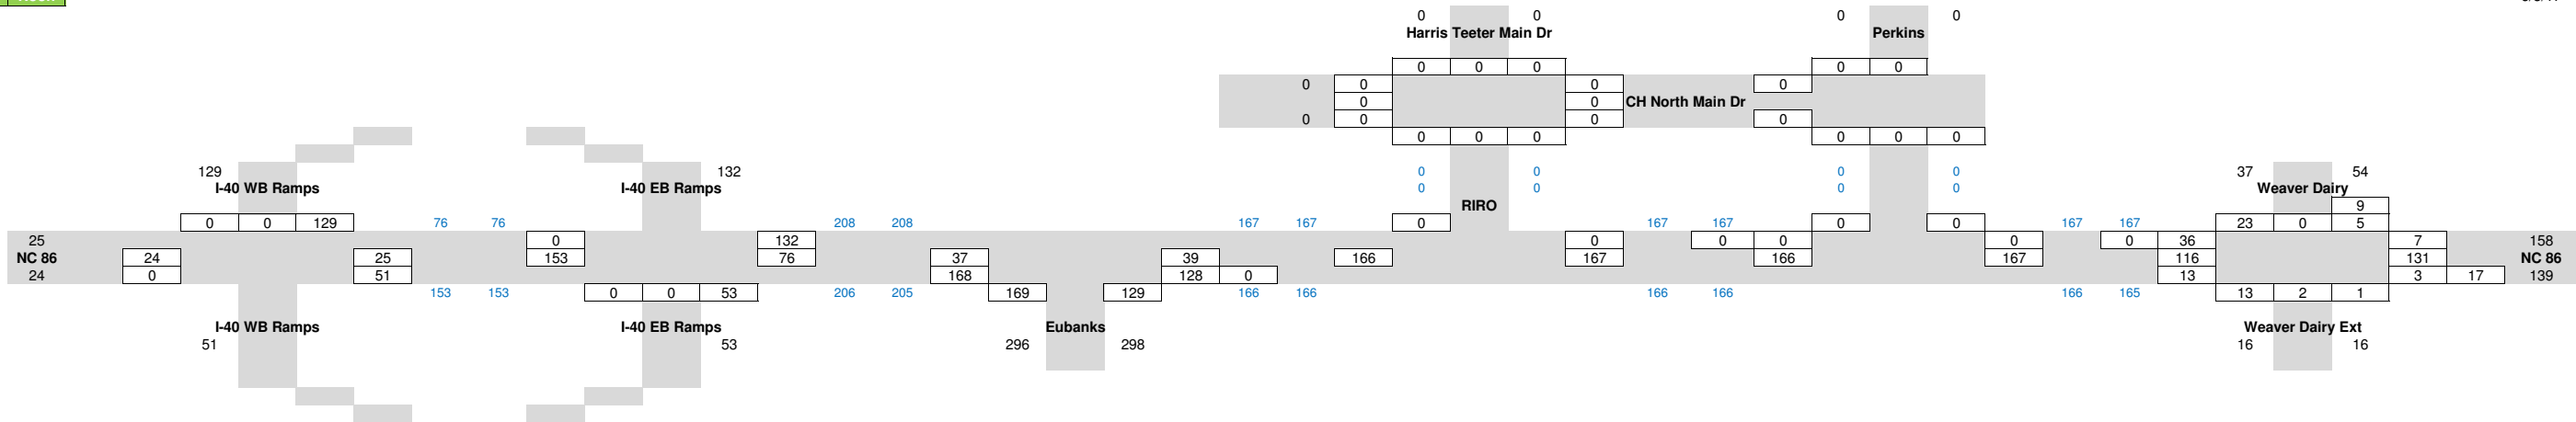 0 0 0 0
Harris Teeter Main Dr Perkins
0 0 0 0 0
0 0 0 0
0 0 CH North Main Dr
0 0 0 0
0 0 0 0 0 0
129 132 0 0 0 0 37 54
I-40 WB Ramps I-40 EB Ramps 0 0 0 0 Weaver Dairy
RIRO 9
0 0 129 76 76 208 208 167 167 0 167 167 0 0 167 167 23 0 5
25 0 132 0 0 0 0 0 36 7 158
NC 86 24 25 153 76 37 39 166 167 166 167 116 131 NC 86
24 0 51 168 128 0 13 3 17 139
153 153 0 0 53 206 205 169 129 166 166 166 166 166 165 13 2 1
I-40 WB Ramps I-40 EB Ramps Eubanks Weaver Dairy Ext
51 53 296 298 16 16